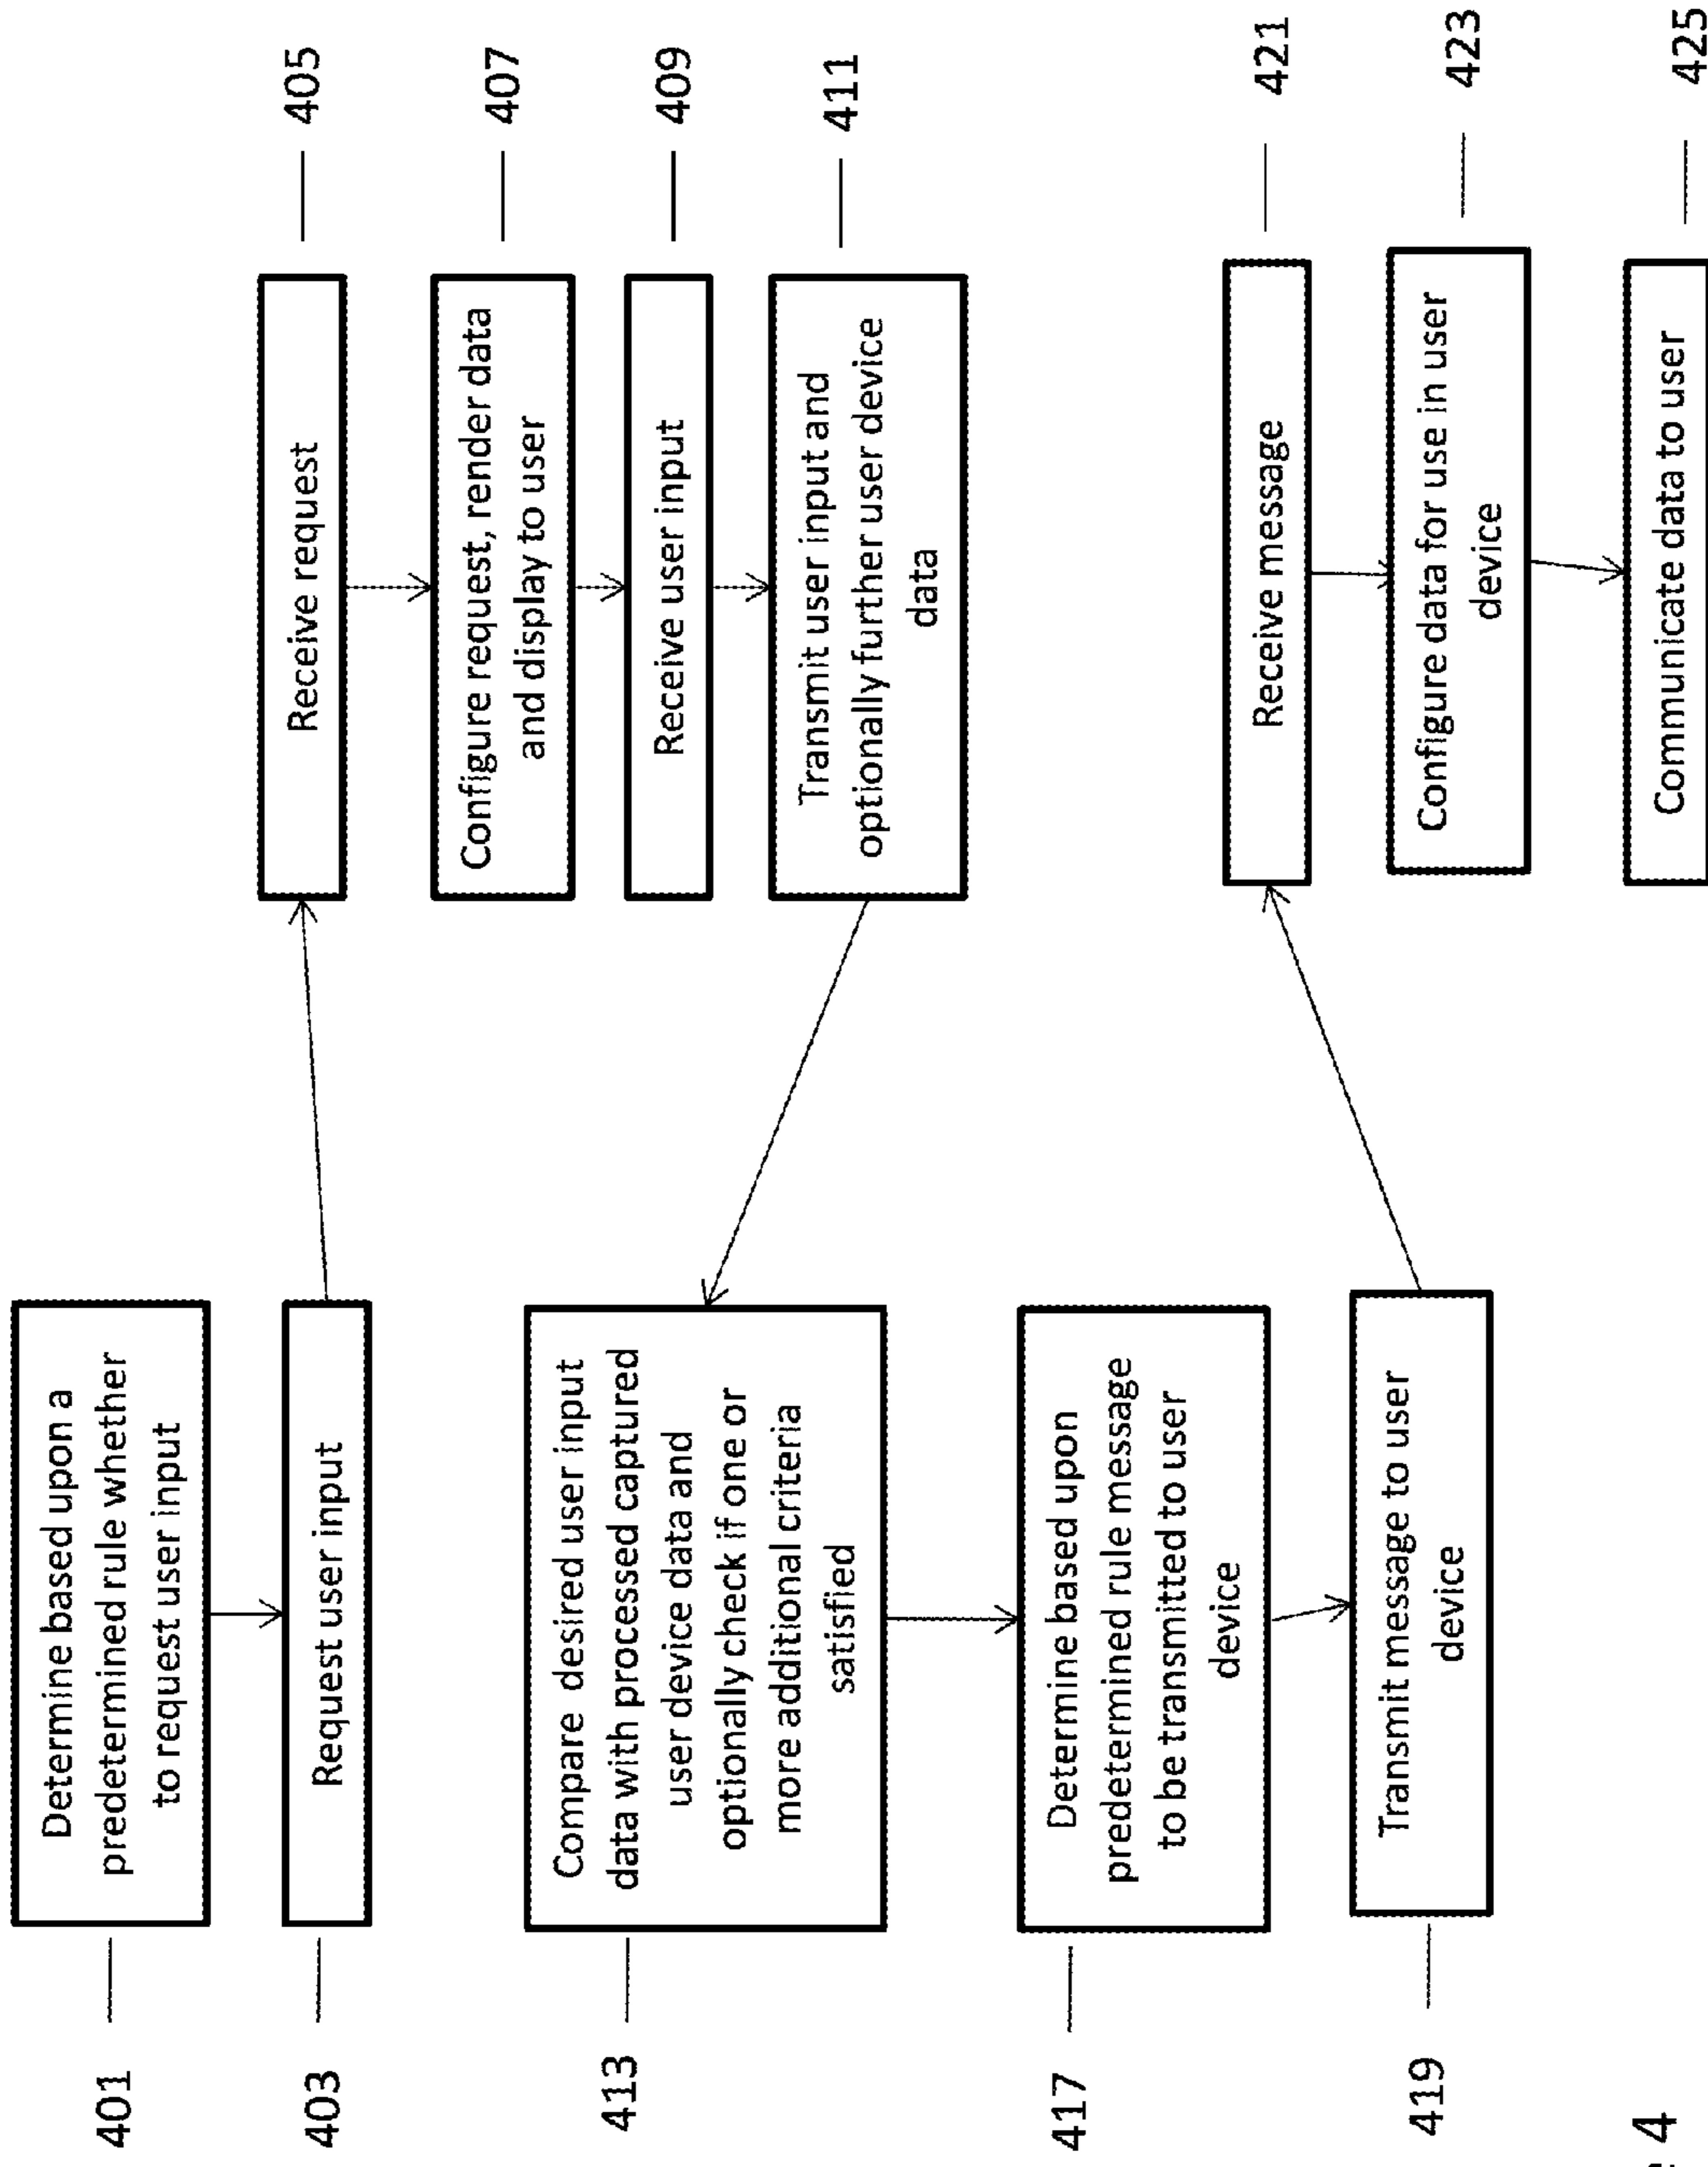 401
Determine based upon a
predetermined rule whether
to request user input
403
Request user input
Receive request
405
Configure request, render data
and display to user
407
Receive user input
409
Transmit user input and
optionally further user device
data
411
413
Compare desired user input
data with processed captured
user device data and
optionally check if one or
more additional criteria
satisfied
417
Determine based upon
predetermined rule message
to be transmitted to user
device
419
Transmit message to user
device
Receive message
421
Configure data for use in user
device
423
Communicate data to user
425
4